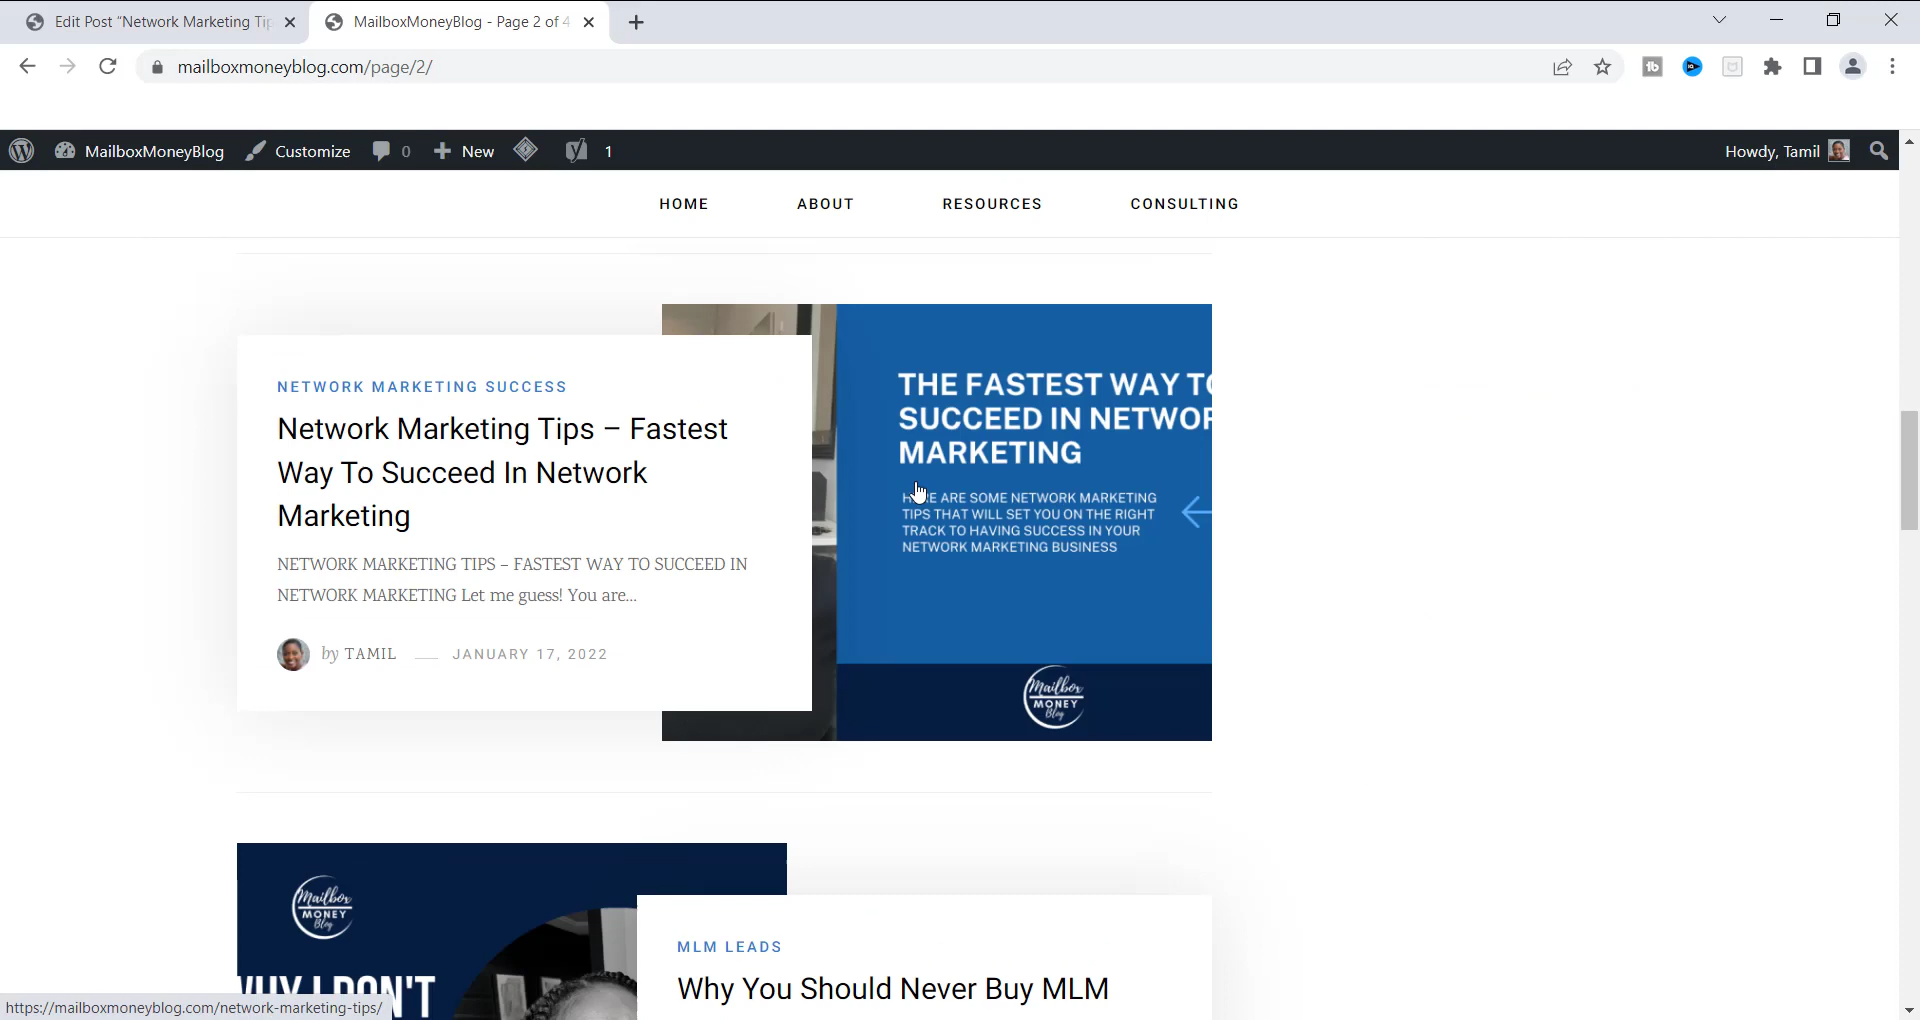 Edit Post “Network Marketing Tip
MailboxMoneyBlog - Page 2 of 4
mailboxmoneyblog.com/page/2/
MailboxMoneyBlog
Customize
0
New
1
Howdy, Tamil
HOME
ABOUT
RESOURCES
CONSULTING
NETWORK MARKETING SUCCESS
Network Marketing Tips – Fastest
Way To Succeed In Network
Marketing
NETWORK MARKETING TIPS – FASTEST WAY TO SUCCEED IN
NETWORK MARKETING Let me guess! You are...
by TAMIL
JANUARY 17, 2022
THE FASTEST WAY TO
SUCCEED IN NETWOR
MARKETING
ARE SOME NETWORK MARKETING
TIPS THAT WILL SET YOU ON THE RIGHT
TRACK TO HAVING SUCCESS IN YOUR
NETWORK MARKETING BUSINESS
Mailbox
MONEY
Blog
Mailbox
MONEY
Blog
WHY I DON'T
MLM LEADS
Why You Should Never Buy MLM
https://mailboxmoneyblog.com/network-marketing-tips/